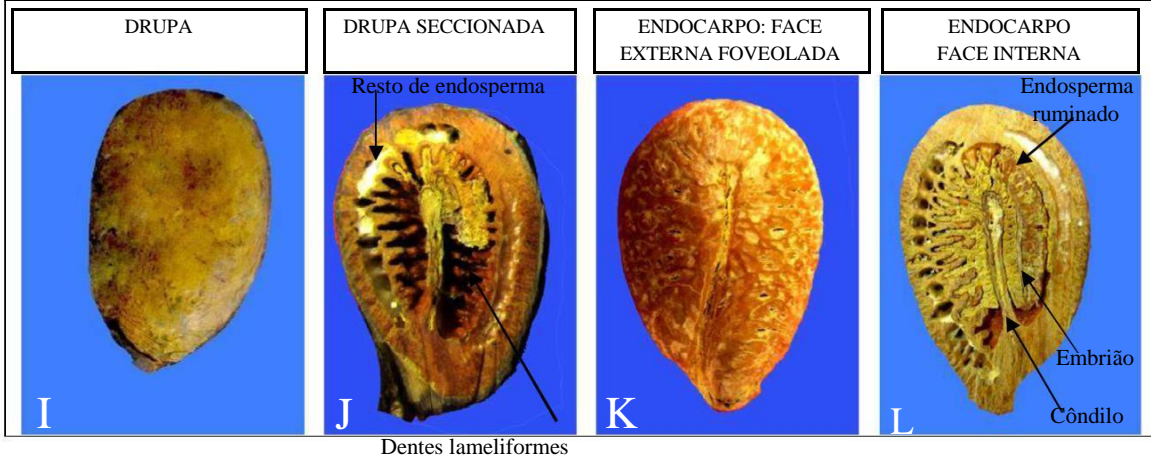 DRUPA
DRUPA SECCIONADA
ENDOCARPO: FACE
EXTERNA FOVEOLADA
ENDOCARPO
FACE INTERNA
Resto de endosperma
Endosperma
ruminado
Embrião
Côndilo
I
J
K
L
Dentes lameliformes